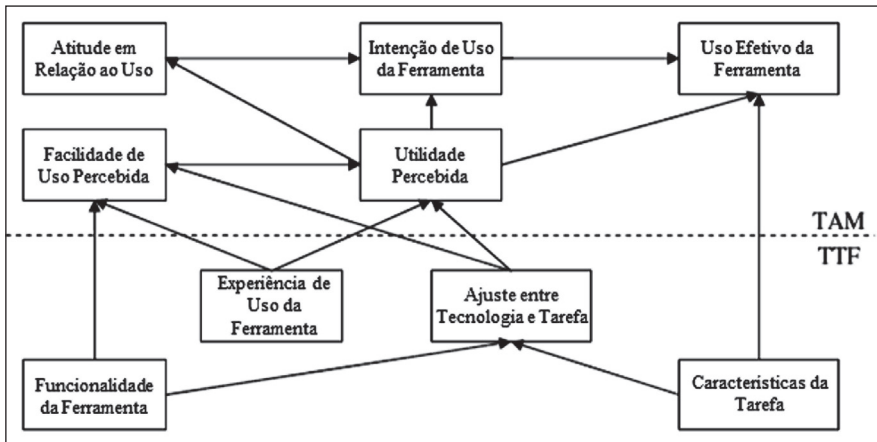 Atitude em
Relação ao Uso
Intenção de Uso
da Ferramenta
Uso Efetivo da
Ferramenta
Facilidade de
Uso Percebida
Utilidade
Percebida
TAM
TTF
Experiência de
Uso da
Ferramenta
Ajuste entre
Tecnologia e Tarefa
Funcionalidade
da Ferramenta
Características da
Tarefa